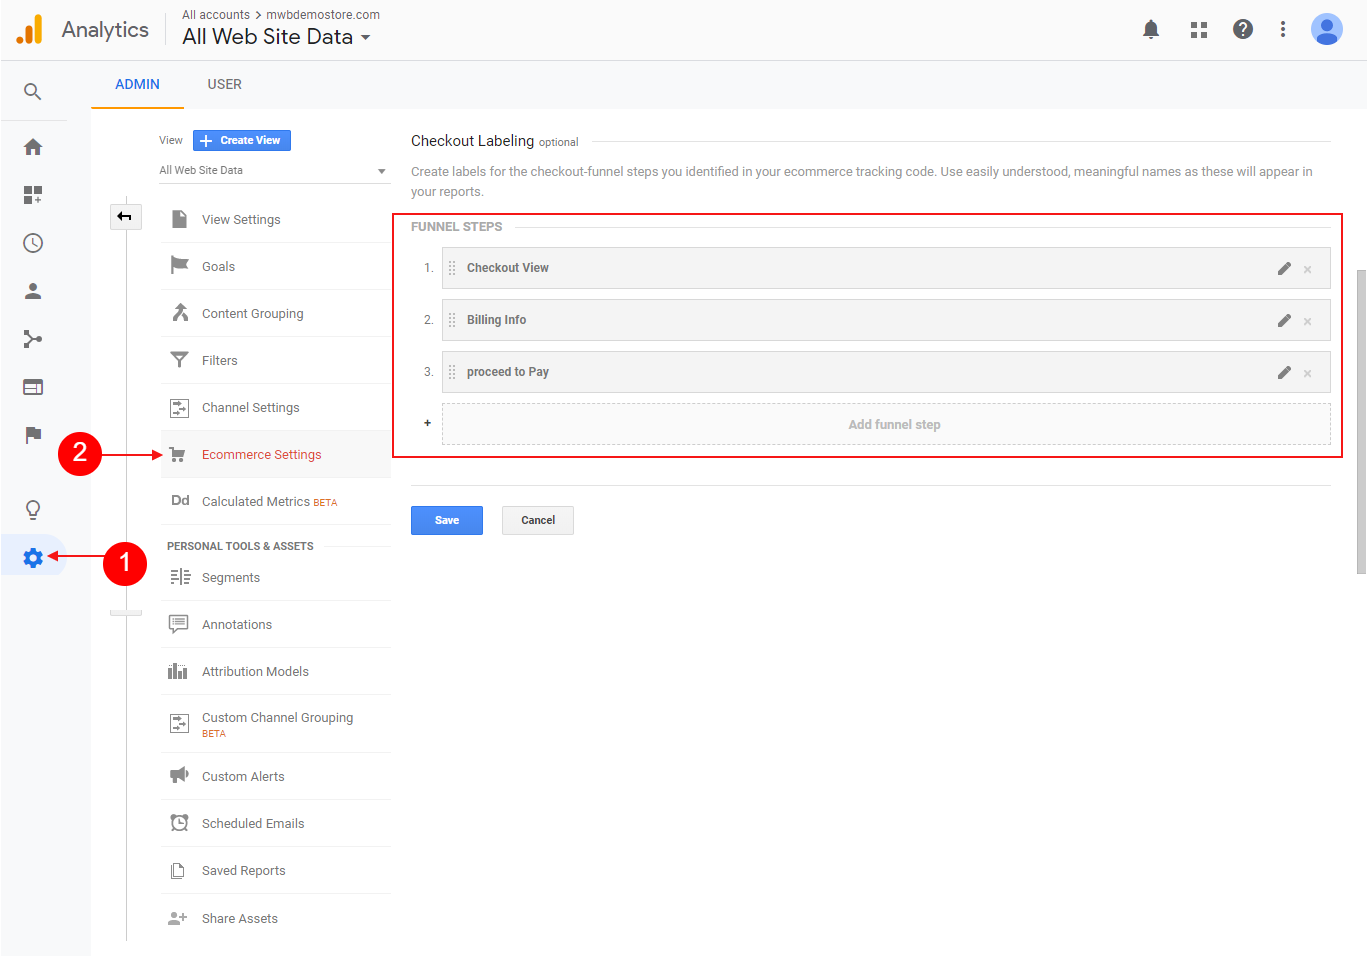 Analytics
All accounts > mwbdemostore.com
All Web Site Data
ADMIN
USER
View
Create View
All Web Site Data
View Settings
Goals
Content Grouping
Filters
Channel Settings
2
Ecommerce Settings
Dd Calculated Metrics BETA
1
PERSONAL TOOLS & ASSETS
Segments
Annotations
Attribution Models
Custom Channel Grouping
BETA
Custom Alerts
Scheduled Emails
Saved Reports
Share Assets
Checkout Labeling optional
Create labels for the checkout-funnel steps you identified in your ecommerce tracking code. Use easily understood, meaningful names as these will appear in
your reports.
FUNNEL STEPS
1. Checkout View
2. Billing Info
3. proceed to Pay
+ Add funnel step
Save
Cancel